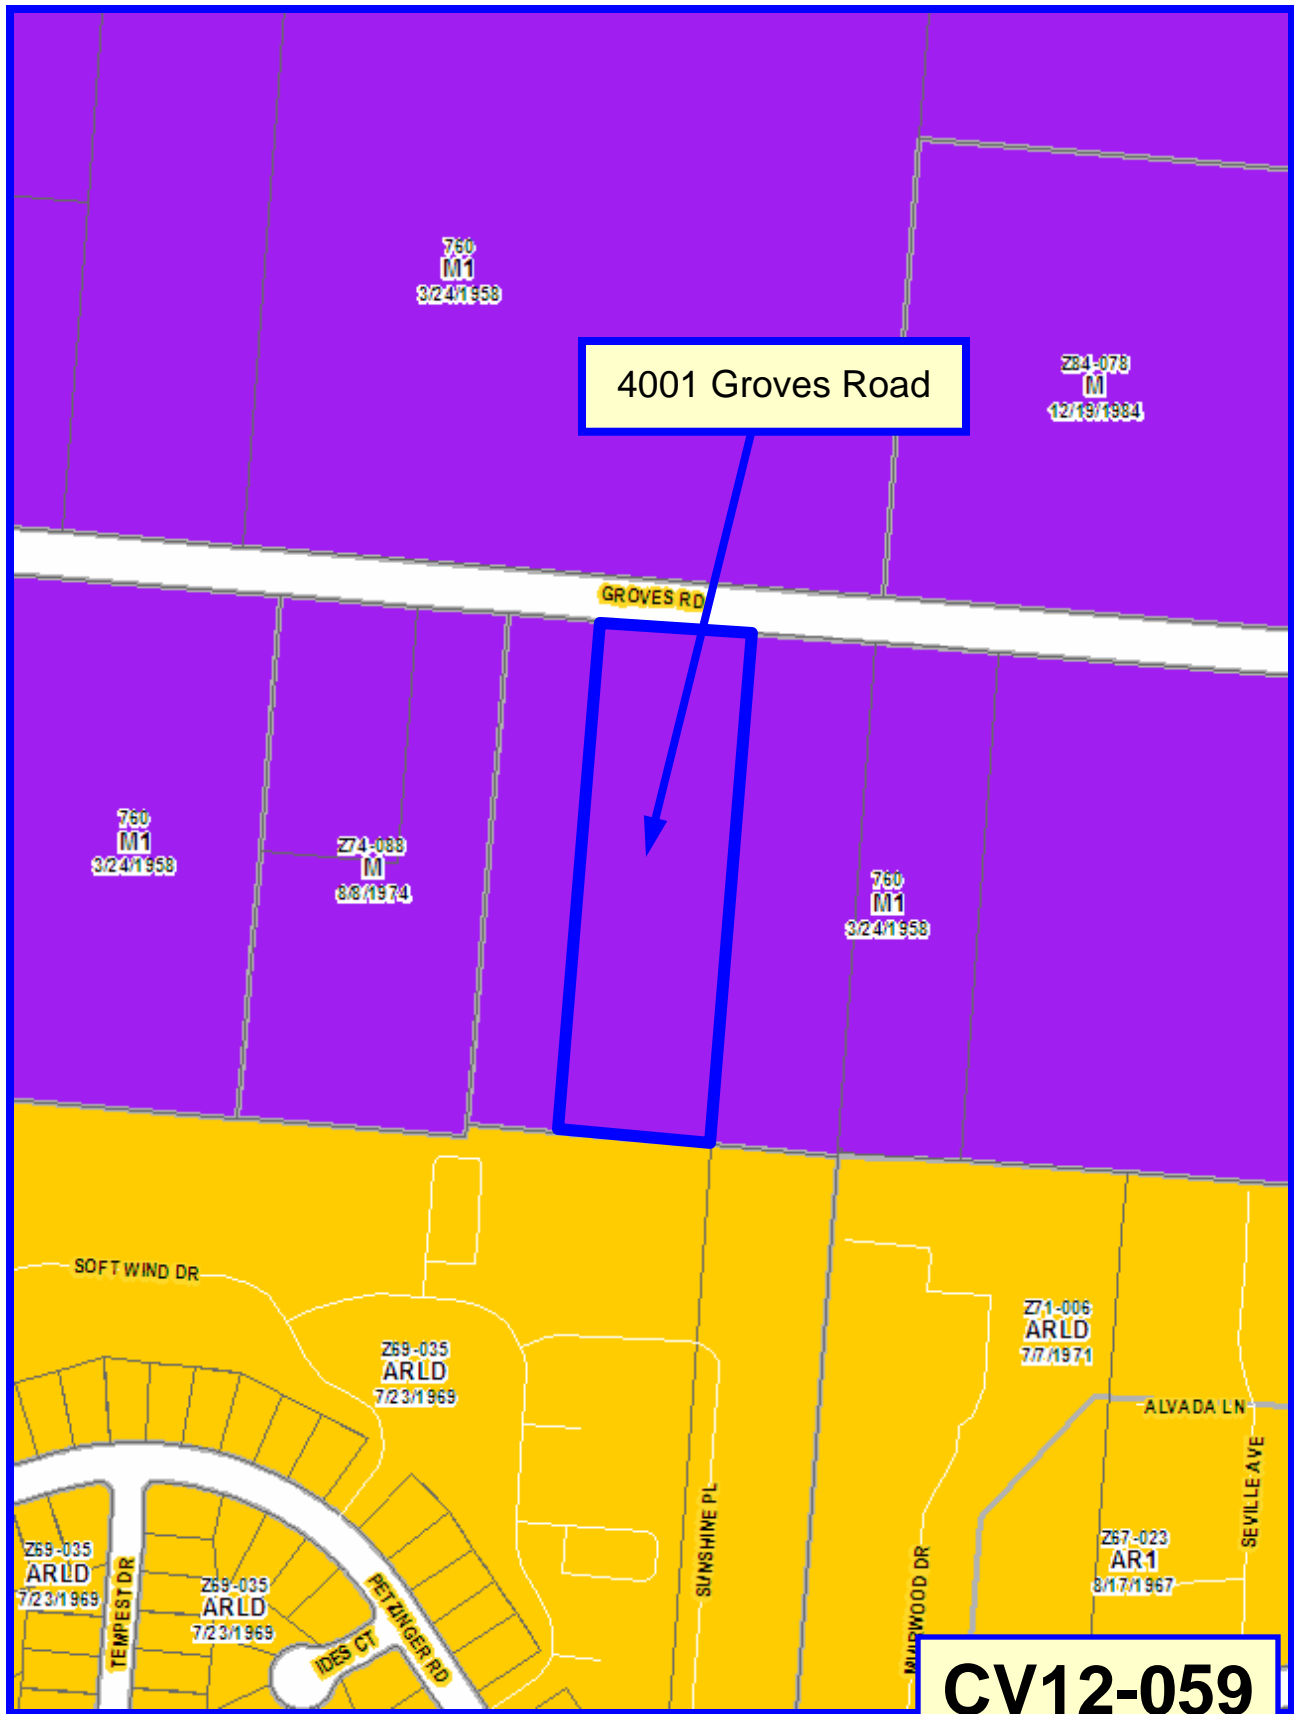 760
M1
3/24/1958
4001 Groves Road
Z84-078
M
12/19/1984
GROVES RD
760
M1
3/24/1958
Z74-088
M
8/8/1974
760
M1
3/24/1958
SOFT WIND DR
Z69-035
ARLD
7/23/1969
Z71-006
ARLD
7/7/1971
ALVADA LN
SEVILLE AVE
SUNSHINE PL
Z67-023
AR1
8/17/1967
MUIRWOOD DR
Z69-035
ARLD
7/23/1969
TEMPEST DR
Z69-035
ARLD
7/23/1969
PETZINGER RD
IDES CT
CV12-059